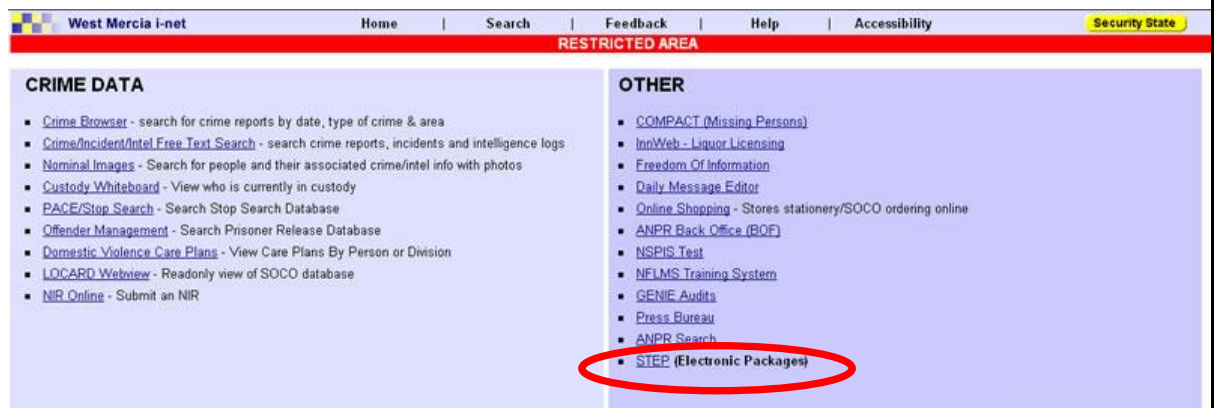 West Mercia i-net Home | Search | Feedback | Help | Accessibility Security State
RESTRICTED AREA
CRIME DATA
Crime Browser - search for crime reports by date, type of crime & area
Crime/Incident/Intel Free Text Search - search crime reports, incidents and intelligence logs
Nominal Images - Search for people and their associated crime/intel info with photos
Custody Whiteboard - View who is currently in custody
PACE/Stop Search - Search Stop Search Database
Offender Management - Search Prisoner Release Database
Domestic Violence Care Plans - View Care Plans By Person or Division
LOCARD Webview - Readonly view of SOCO database
NIR Online - Submit an NIR
OTHER
COMPACT (Missing Persons)
InnWeb - Liquor Licensing
Freedom Of Information
Daily Message Editor
Online Shopping - Stores stationery/SOCO ordering online
ANPR Back Office (BOF)
NSPIS Test
NFLMS Training System
GENIE Audits
Press Bureau
ANPR Search
STEP (Electronic Packages)